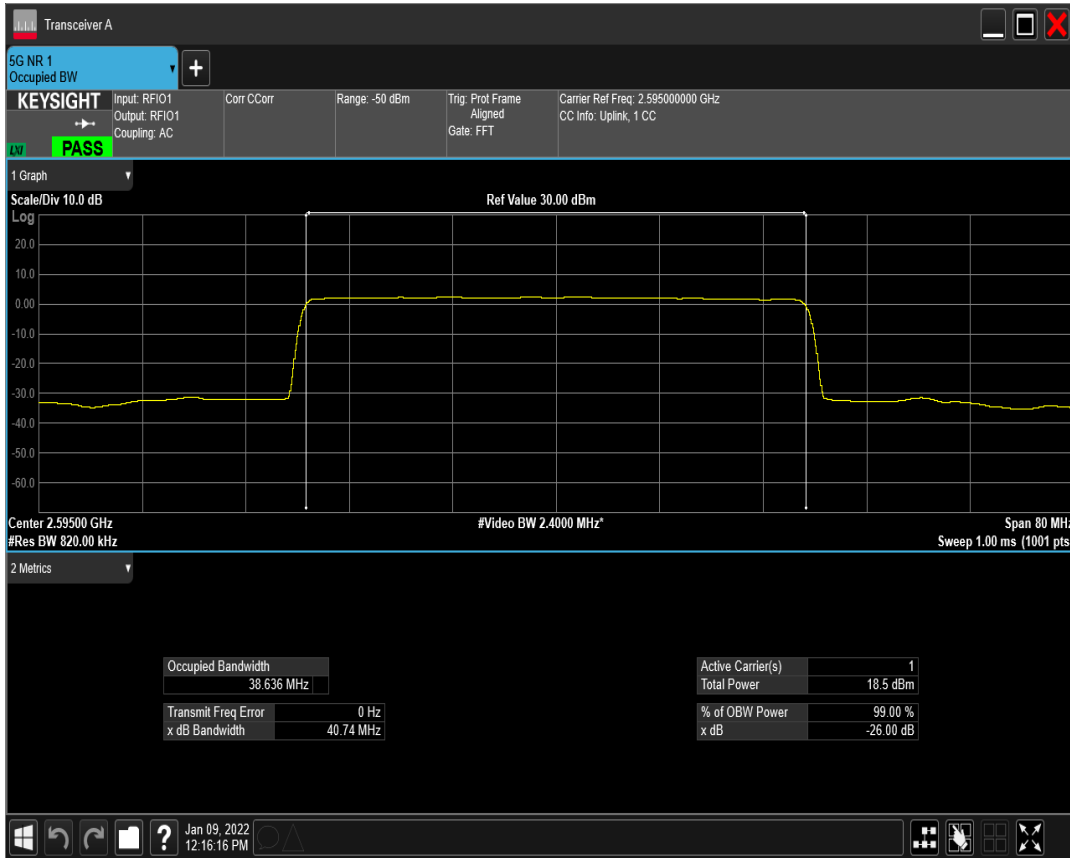 Transceiver A
5G NR 1
Occupied BW
KEYSIGHT
LXI
PASS
Input: RFIO1
Output: RFIO1
Coupling: AC
Corr CCorr
Range: -50 dBm
Trig: Prot Frame
Aligned
Gate: FFT
Carrier Ref Freq: 2.595000000 GHz
CC Info: Uplink, 1 CC
1 Graph
Scale/Div 10.0 dB
Ref Value 30.00 dBm
Log
20.0
10.0
0.00
-10.0
-20.0
-30.0
-40.0
-50.0
-60.0
Center 2.59500 GHz
#Video BW 2.4000 MHz*
Span 80 MHz
#Res BW 820.00 kHz
Sweep 1.00 ms (1001 pts
2 Metrics
Occupied Bandwidth
38.636 MHz
Transmit Freq Error 0 Hz
x dB Bandwidth 40.74 MHz
Active Carrier(s) 1
Total Power 18.5 dBm
% of OBW Power 99.00 %
x dB -26.00 dB
?
Jan 09, 2022
12:16:16 PM